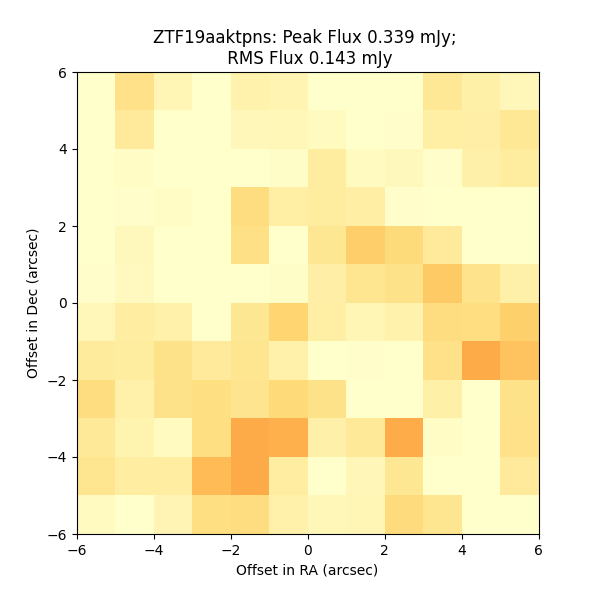 ZTF19aaktpns: Peak Flux 0.339 mJy;
RMS Flux 0.143 mJy
6
4
2
0
−2
−4
−6
Offset in Dec (arcsec)
−6 −4 −2 0 2 4 6
Offset in RA (arcsec)